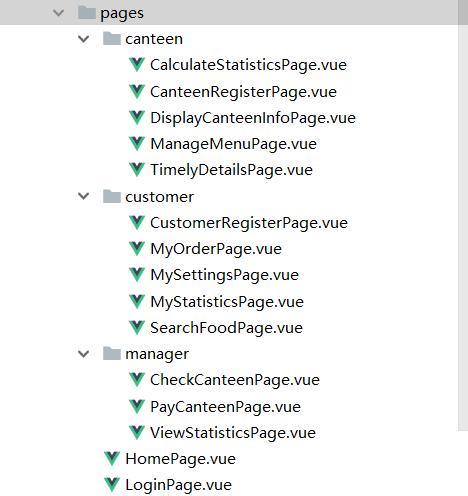 pages
canteen
CalculateStatisticsPage.vue
CanteenRegisterPage.vue
DisplayCanteenInfoPage.vue
ManageMenuPage.vue
TimelyDetailsPage.vue
customer
CustomerRegisterPage.vue
MyOrderPage.vue
MySettingsPage.vue
MyStatisticsPage.vue
SearchFoodPage.vue
manager
CheckCanteenPage.vue
PayCanteenPage.vue
ViewStatisticsPage.vue
HomePage.vue
LoginPage.vue